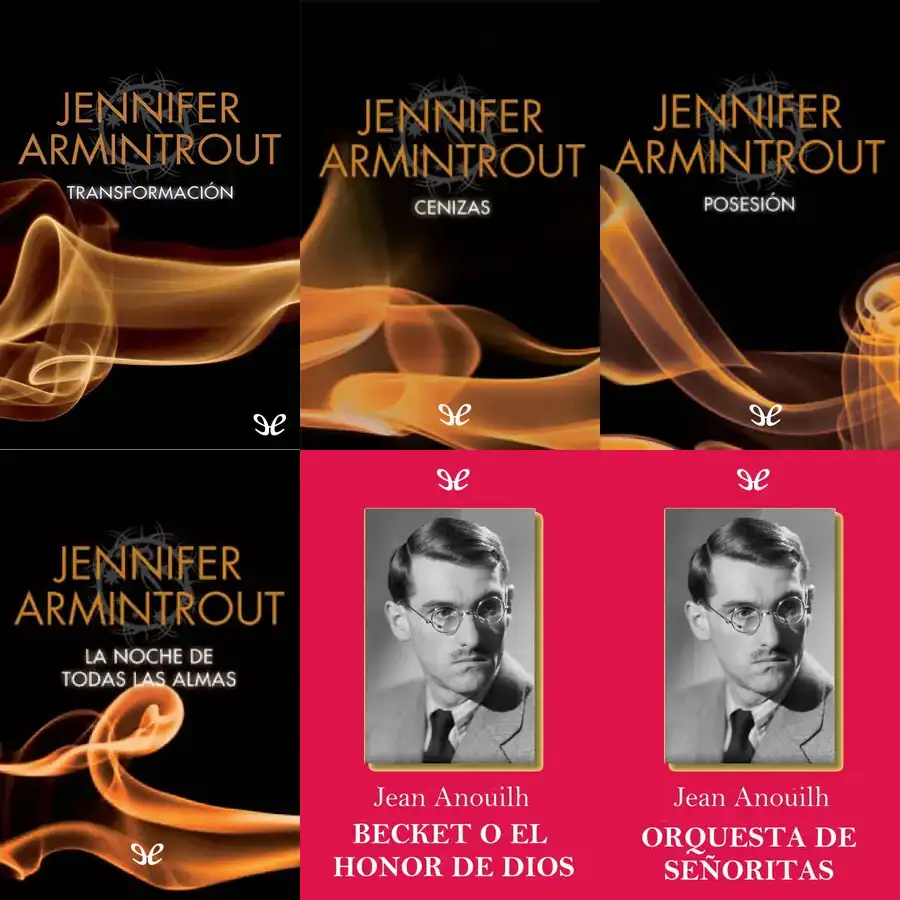 JENNIFER
ARMINTROUT
TRANSFORMACIÓN
JENNIFER
ARMINTROUT
CENIZAS
JENNIFER
ARMINTROUT
POSESIÓN
JENNIFER
ARMINTROUT
LA NOCHE DE
TODAS LAS ALMAS
Jean Anouilh
BECKET O EL
HONOR DE DIOS
Jean Anouilh
ORQUESTA DE
SEÑORITAS